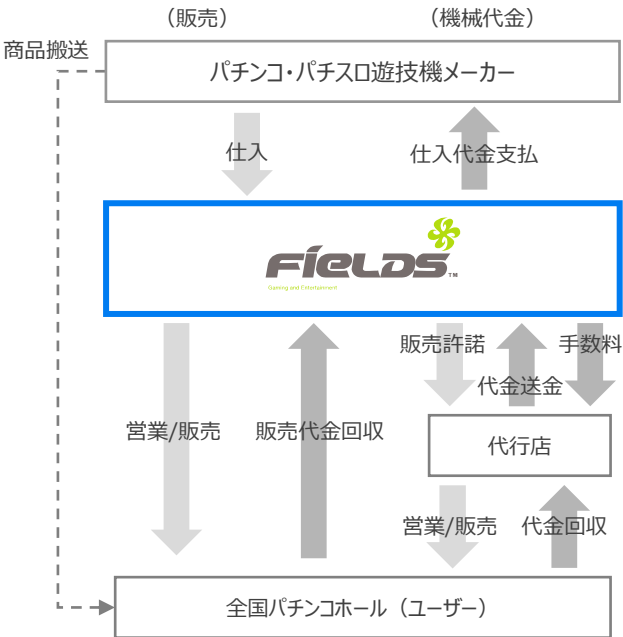 （販売）
（機械代金）
商品搬送
パチンコ・パチスロ遊技機メーカー
仕入
仕入代金支払
FIELDS™
Gaming and Entertainment
販売許諾
手数料
代金送金
営業/販売
販売代金回収
代行店
営業/販売
代金回収
全国パチンコホール（ユーザー）